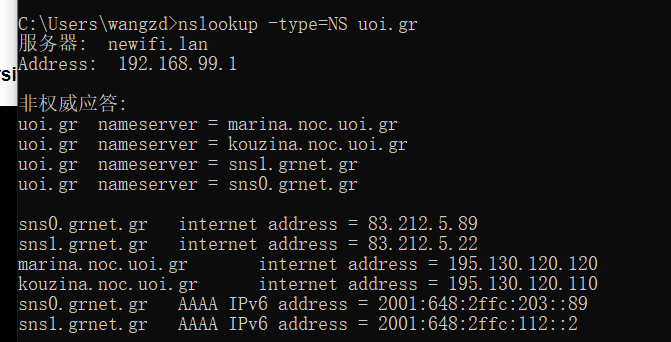 C:\Users\wangzd>nslookup -type=NS uoi.gr
服务器:  newifi.lan
Address:  192.168.99.1
非权威应答:
uoi.gr  nameserver = marina.noc.uoi.gr
uoi.gr  nameserver = kouzina.noc.uoi.gr
uoi.gr  nameserver = sns1.grnet.gr
uoi.gr  nameserver = sns0.grnet.gr
sns0.grnet.gr   internet address = 83.212.5.89
sns1.grnet.gr   internet address = 83.212.5.22
marina.noc.uoi.gr       internet address = 195.130.120.120
kouzina.noc.uoi.gr      internet address = 195.130.120.110
sns0.grnet.gr   AAAA IPv6 address = 2001:648:2ffc:203::89
sns1.grnet.gr   AAAA IPv6 address = 2001:648:2ffc:112::2